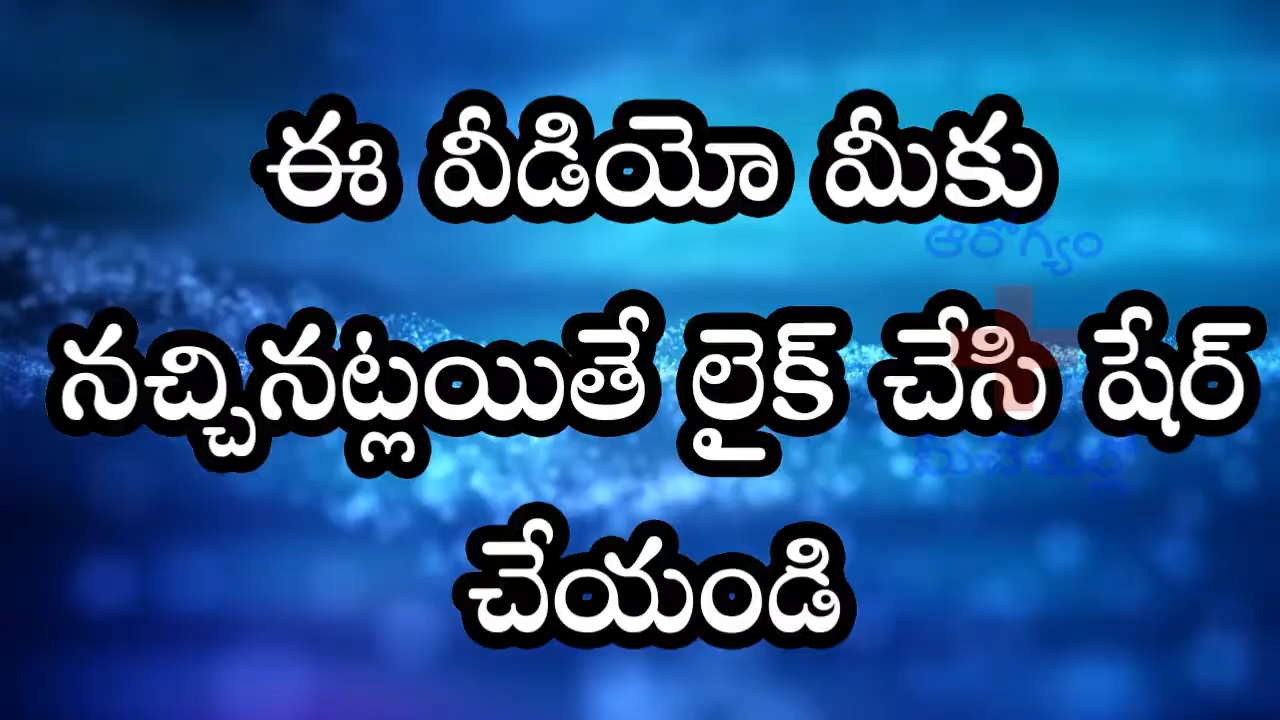 ఈ వీడియో మీకు
ఆరోగ్యం
నచ్చినట్లయితే లైక్ చేసి షేర్
చేయండి